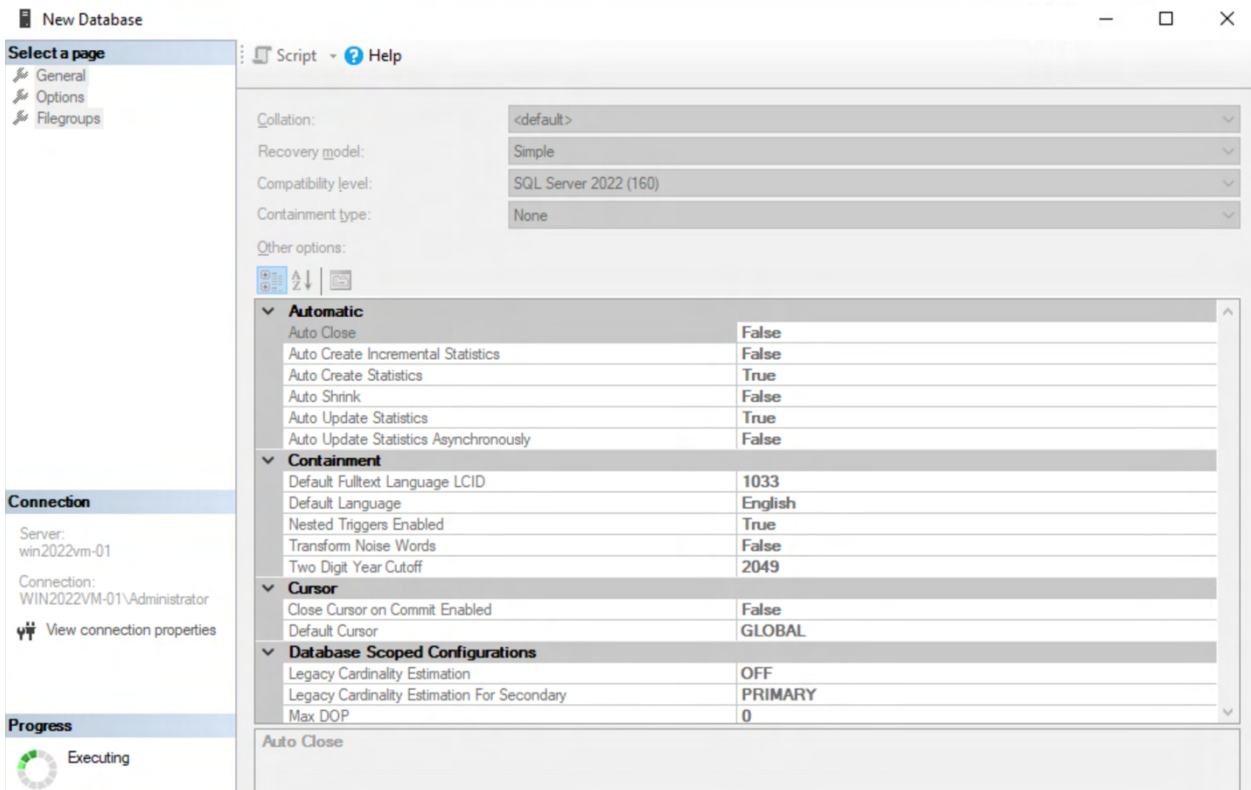 New Database
Select a page
General
Options
Filegroups
Script
Help
Collation:
<default>
Recovery model:
Simple
Compatibility level:
SQL Server 2022 (160)
Containment type:
None
Other options:
Automatic
Auto Close False
Auto Create Incremental Statistics False
Auto Create Statistics True
Auto Shrink False
Auto Update Statistics True
Auto Update Statistics Asynchronously False
Containment
Default Fulltext Language LCID 1033
Default Language English
Nested Triggers Enabled True
Transform Noise Words False
Two Digit Year Cutoff 2049
Cursor
Close Cursor on Commit Enabled False
Default Cursor GLOBAL
Database Scoped Configurations
Legacy Cardinality Estimation OFF
Legacy Cardinality Estimation For Secondary PRIMARY
Max DOP 0
Auto Close
Connection
Server:
win2022vm-01
Connection:
WIN2022VM-01\Administrator
View connection properties
Progress
Executing